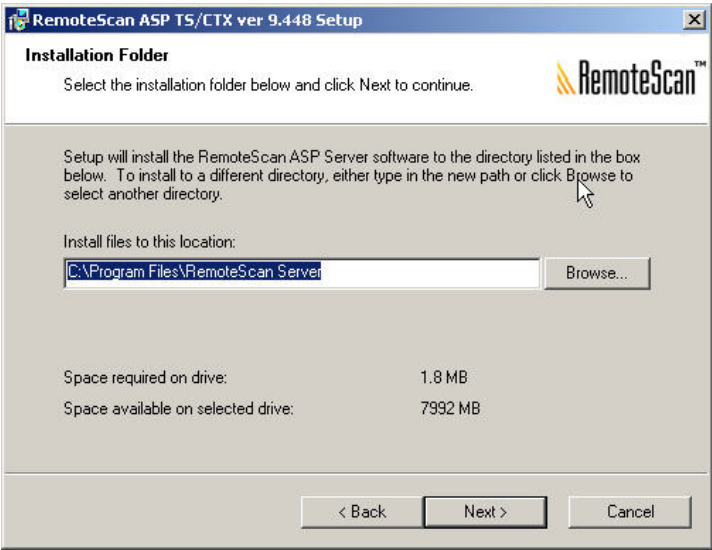 RemoteScan ASP TS/CTX ver 9.448 Setup
Installation Folder
Select the installation folder below and click Next to continue.
RemoteScan™
Setup will install the RemoteScan ASP Server software to the directory listed in the box
below. To install to a different directory, either type in the new path or click Browse to
select another directory.
Install files to this location:
C:\Program Files\RemoteScan Server
Browse...
Space required on drive: 1.8 MB
Space available on selected drive: 7992 MB
< Back Next > Cancel